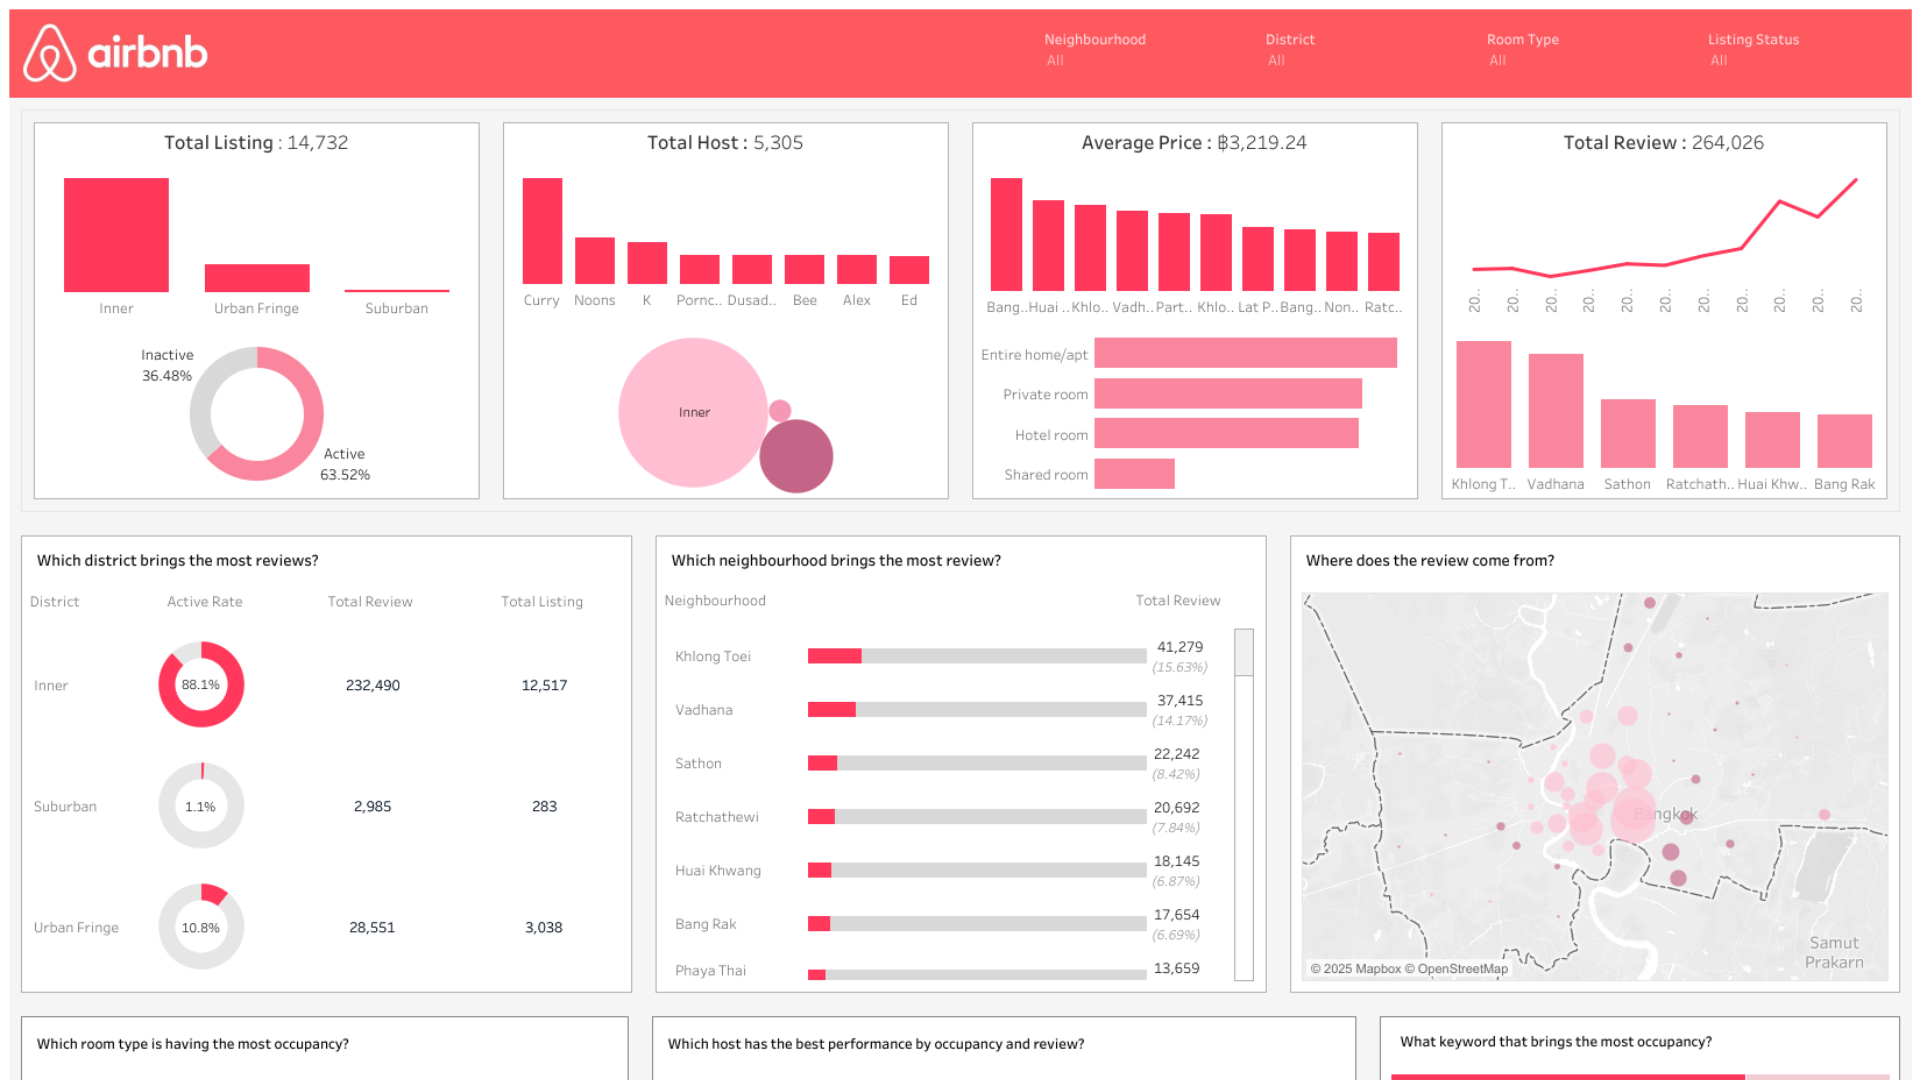 airbnb
Neighbourhood
All
District
All
Room Type
All
Listing Status
All
Total Listing : 14,732
Inner
Urban Fringe
Suburban
Inactive
36.48%
Active
63.52%
Total Host : 5,305
Curry
Noons
K
Pornc..
Dusad..
Bee
Alex
Ed
Inner
Average Price : ฿3,219.24
Bang..
Huai ..
Khlo..
Vadh..
Part..
Khlo..
Lat P..
Bang..
Non..
Ratc..
Entire home/apt
Private room
Hotel room
Shared room
Total Review : 264,026
20..
20..
20..
20..
20..
20..
20..
20..
20..
20..
20..
Khlong T..
Vadhana
Sathon
Ratchath..
Huai Khw..
Bang Rak
Which district brings the most reviews?
District Active Rate Total Review Total Listing
Inner 88.1% 232,490 12,517
Suburban 1.1% 2,985 283
Urban Fringe 10.8% 28,551 3,038
Which neighbourhood brings the most review?
Neighbourhood Total Review
Khlong Toei 41,279
(15.63%)
Vadhana 37,415
(14.17%)
Sathon 22,242
(8.42%)
Ratchathewi 20,692
(7.84%)
Huai Khwang 18,145
(6.87%)
Bang Rak 17,654
(6.69%)
Phaya Thai 13,659
Where does the review come from?
Bangkok
Samut
Prakarn
© 2025 Mapbox © OpenStreetMap
Which room type is having the most occupancy?
Which host has the best performance by occupancy and review?
What keyword that brings the most occupancy?